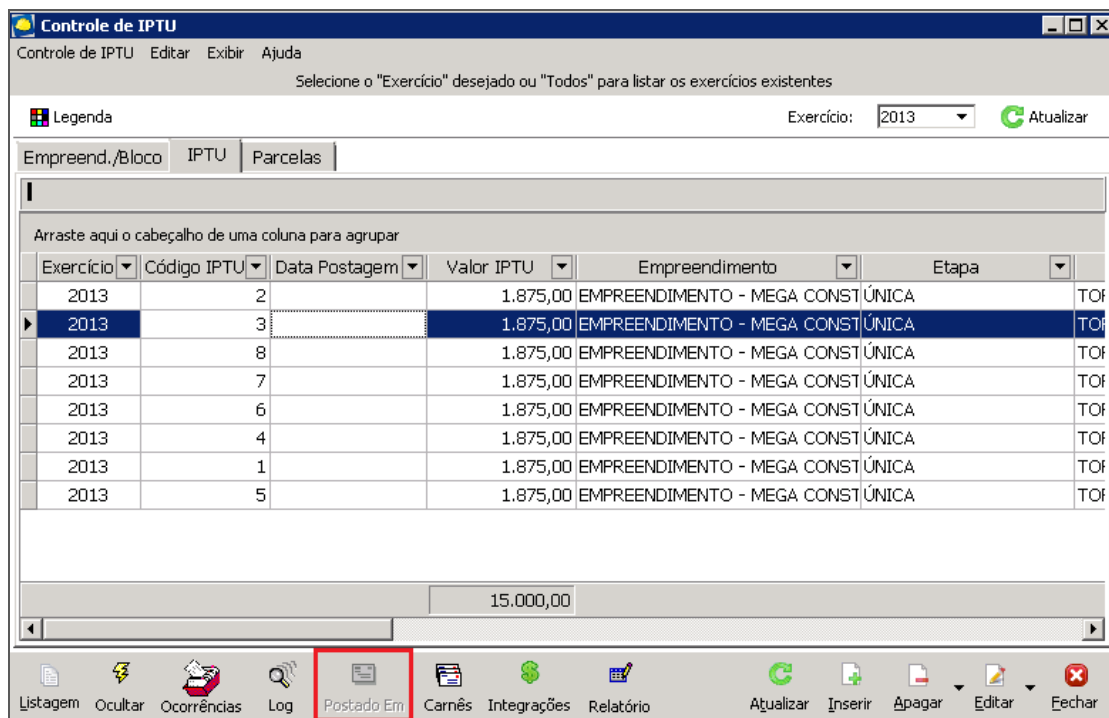 Controle de IPTU
Controle de IPTU Editar Exibir Ajuda
Selecione o "Exercício" desejado ou "Todos" para listar os exercícios existentes
Legenda Exercício: 2013 Atualizar
Empreend./Bloco IPTU Parcelas
Arraste aqui o cabeçalho de uma coluna para agrupar
Exercício Código IPTU Data Postagem Valor IPTU Empreendimento Etapa
2013 2 1.875,00 EMPREENDIMENTO - MEGA CONST ÚNICA
2013 3 1.875,00 EMPREENDIMENTO - MEGA CONST ÚNICA
2013 8 1.875,00 EMPREENDIMENTO - MEGA CONST ÚNICA
2013 7 1.875,00 EMPREENDIMENTO - MEGA CONST ÚNICA
2013 6 1.875,00 EMPREENDIMENTO - MEGA CONST ÚNICA
2013 4 1.875,00 EMPREENDIMENTO - MEGA CONST ÚNICA
2013 1 1.875,00 EMPREENDIMENTO - MEGA CONST ÚNICA
2013 5 1.875,00 EMPREENDIMENTO - MEGA CONST ÚNICA
15.000,00
Listagem Ocultar Ocorrências Log Postado Em Carnês Integrações Relatório Atualizar Inserir Apagar Editar Fechar